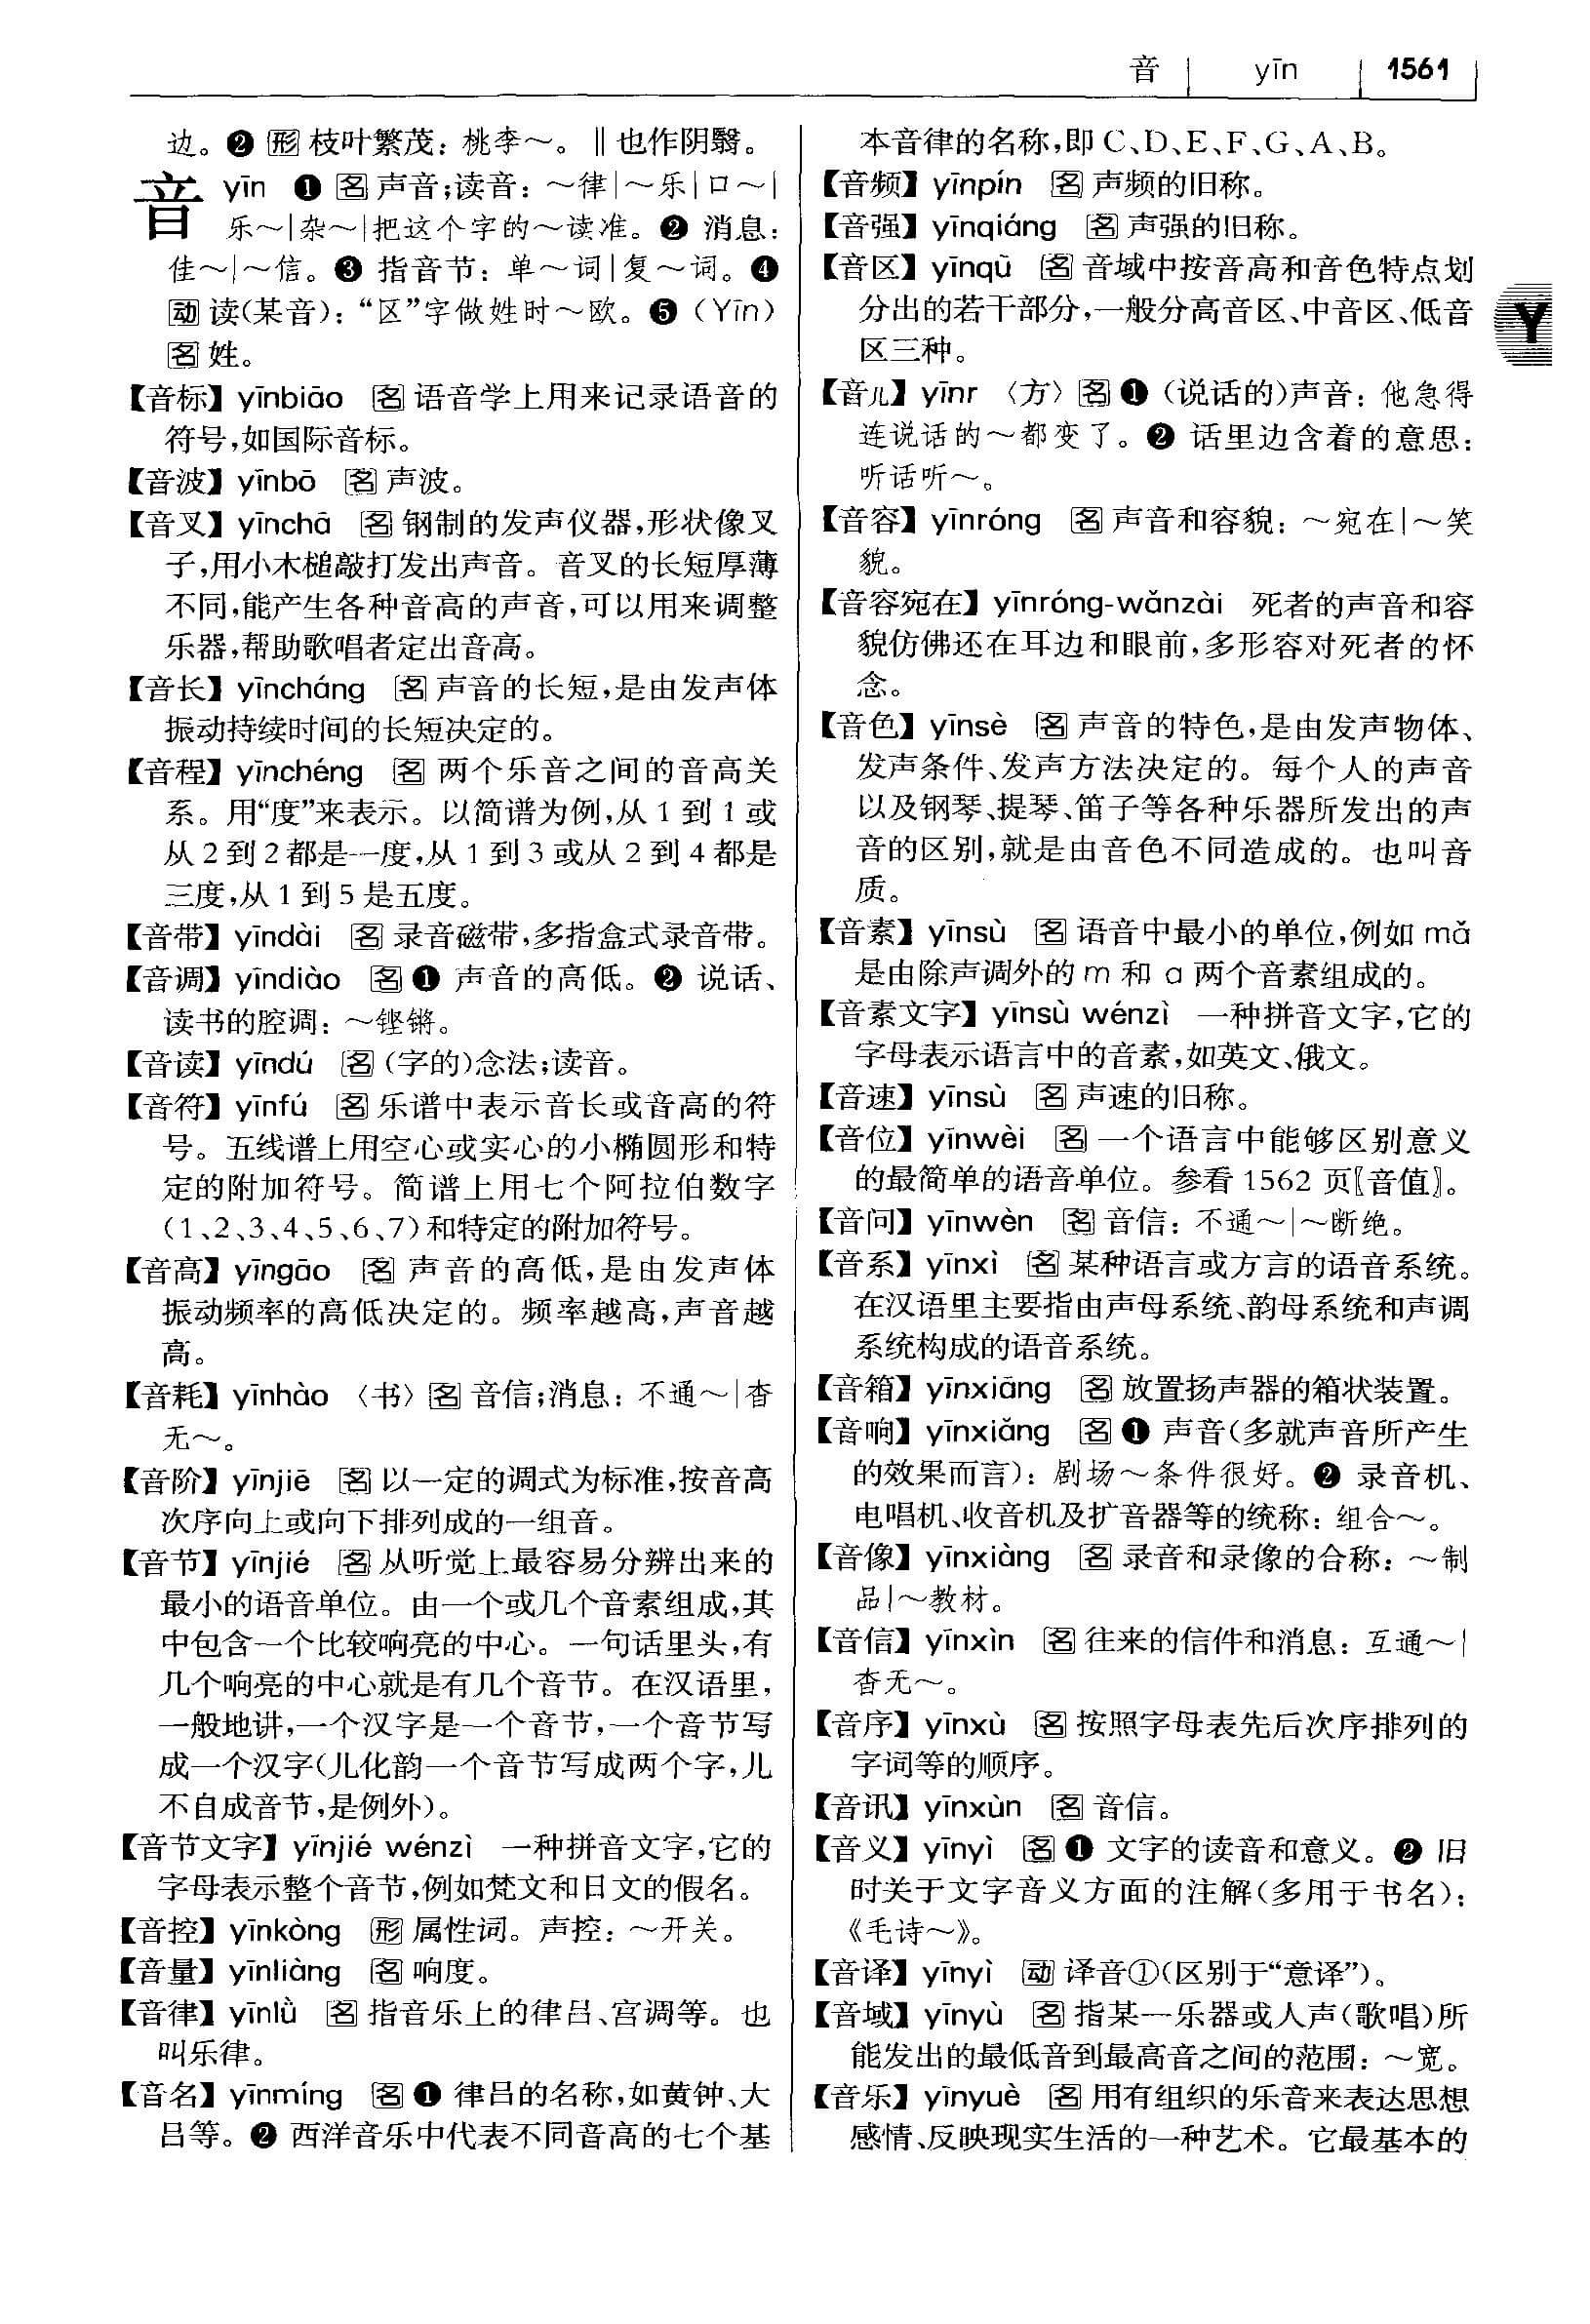 音 yīn 1561
边。❷ 形 枝叶繁茂：桃李～。‖也作阴翳。
音 yīn ❶ 名 声音；读音：～律|～乐|口～|
乐～|杂～|把这个字的～读准。❷ 消息：
佳～|～信。❸ 指音节：单～词|复～词。❹
动 读(某音)：“区”字做姓时～欧。❺（Yīn）
名 姓。
【音标】yīnbiāo 名 语音学上用来记录语音的
符号，如国际音标。
【音波】yīnbō 名 声波。
【音叉】yīnchā 名 钢制的发声仪器，形状像叉
子，用小木槌敲打发出声音。音叉的长短厚薄
不同，能产生各种音高的声音，可以用来调整
乐器，帮助歌唱者定出音高。
【音长】yīncháng 名 声音的长短，是由发声体
振动持续时间的长短决定的。
【音程】yīnchéng 名 两个乐音之间的音高关
系。用“度”来表示。以简谱为例，从 1 到 1 或
从 2 到 2 都是一度，从 1 到 3 或从 2 到 4 都是
三度，从 1 到 5 是五度。
【音带】yīndài 名 录音磁带，多指盒式录音带。
【音调】yīndiào 名 ❶ 声音的高低。❷ 说话、
读书的腔调：～铿锵。
【音读】yīndú 名 (字的)念法；读音。
【音符】yīnfú 名 乐谱中表示音长或音高的符
号。五线谱上用空心或实心的小椭圆形和特
定的附加符号。简谱上用七个阿拉伯数字
（1、2、3、4、5、6、7）和特定的附加符号。
【音高】yīngāo 名 声音的高低，是由发声体
振动频率的高低决定的。频率越高，声音越
高。
【音耗】yīnhào 〈书〉名 音信；消息：不通～|杳
无～。
【音阶】yīnjiē 名 以一定的调式为标准，按音高
次序向上或向下排列成的一组音。
【音节】yīnjié 名 从听觉上最容易分辨出来的
最小的语音单位。由一个或几个音素组成，其
中包含一个比较响亮的中心。一句话里头，有
几个响亮的中心就是有几个音节。在汉语里，
一般地讲，一个汉字是一个音节，一个音节写
成一个汉字(儿化韵一个音节写成两个字，儿
不自成音节，是例外)。
【音节文字】yīnjié wénzì 一种拼音文字，它的
字母表示整个音节，例如梵文和日文的假名。
【音控】yīnkòng 形 属性词。声控：～开关。
【音量】yīnliàng 名 响度。
【音律】yīnlǜ 名 指音乐上的律吕、宫调等。也
叫乐律。
【音名】yīnmíng 名 ❶ 律吕的名称，如黄钟、大
吕等。❷ 西洋音乐中代表不同音高的七个基
本音律的名称，即 C、D、E、F、G、A、B。
【音频】yīnpín 名 声频的旧称。
【音强】yīnqiáng 名 声强的旧称。
【音区】yīnqū 名 音域中按音高和音色特点划
分出的若干部分，一般分高音区、中音区、低音
区三种。
【音儿】yīnr 〈方〉名 ❶ (说话的)声音：他急得
连说话的～都变了。❷ 话里边含着的意思：
听话听～。
【音容】yīnróng 名 声音和容貌：～宛在|～笑
貌。
【音容宛在】yīnróng-wǎnzài 死者的声音和容
貌仿佛还在耳边和眼前，多形容对死者的怀
念。
【音色】yīnsè 名 声音的特色，是由发声物体、
发声条件、发声方法决定的。每个人的声音
以及钢琴、提琴、笛子等各种乐器所发出的声
音的区别，就是由音色不同造成的。也叫音
质。
【音素】yīnsù 名 语音中最小的单位，例如 mǎ
是由除声调外的 m 和 a 两个音素组成的。
【音素文字】yīnsù wénzì 一种拼音文字，它的
字母表示语言中的音素，如英文、俄文。
【音速】yīnsù 名 声速的旧称。
【音位】yīnwèi 名 一个语言中能够区别意义
的最简单的语音单位。参看 1562 页〖音值〗。
【音问】yīnwèn 名 音信：不通～|～断绝。
【音系】yīnxì 名 某种语言或方言的语音系统。
在汉语里主要指由声母系统、韵母系统和声调
系统构成的语音系统。
【音箱】yīnxiāng 名 放置扬声器的箱状装置。
【音响】yīnxiǎng 名 ❶ 声音(多就声音所产生
的效果而言)：剧场～条件很好。❷ 录音机、
电唱机、收音机及扩音器等的统称：组合～。
【音像】yīnxiàng 名 录音和录像的合称：～制
品|～教材。
【音信】yīnxìn 名 往来的信件和消息：互通～|
杳无～。
【音序】yīnxù 名 按照字母表先后次序排列的
字词等的顺序。
【音讯】yīnxùn 名 音信。
【音义】yīnyì 名 ❶ 文字的读音和意义。❷ 旧
时关于文字音义方面的注解(多用于书名)：
《毛诗～》。
【音译】yīnyì 动 译音①(区别于“意译”)。
【音域】yīnyù 名 指某一乐器或人声(歌唱)所
能发出的最低音到最高音之间的范围：～宽。
【音乐】yīnyuè 名 用有组织的乐音来表达思想
感情、反映现实生活的一种艺术。它最基本的
Y